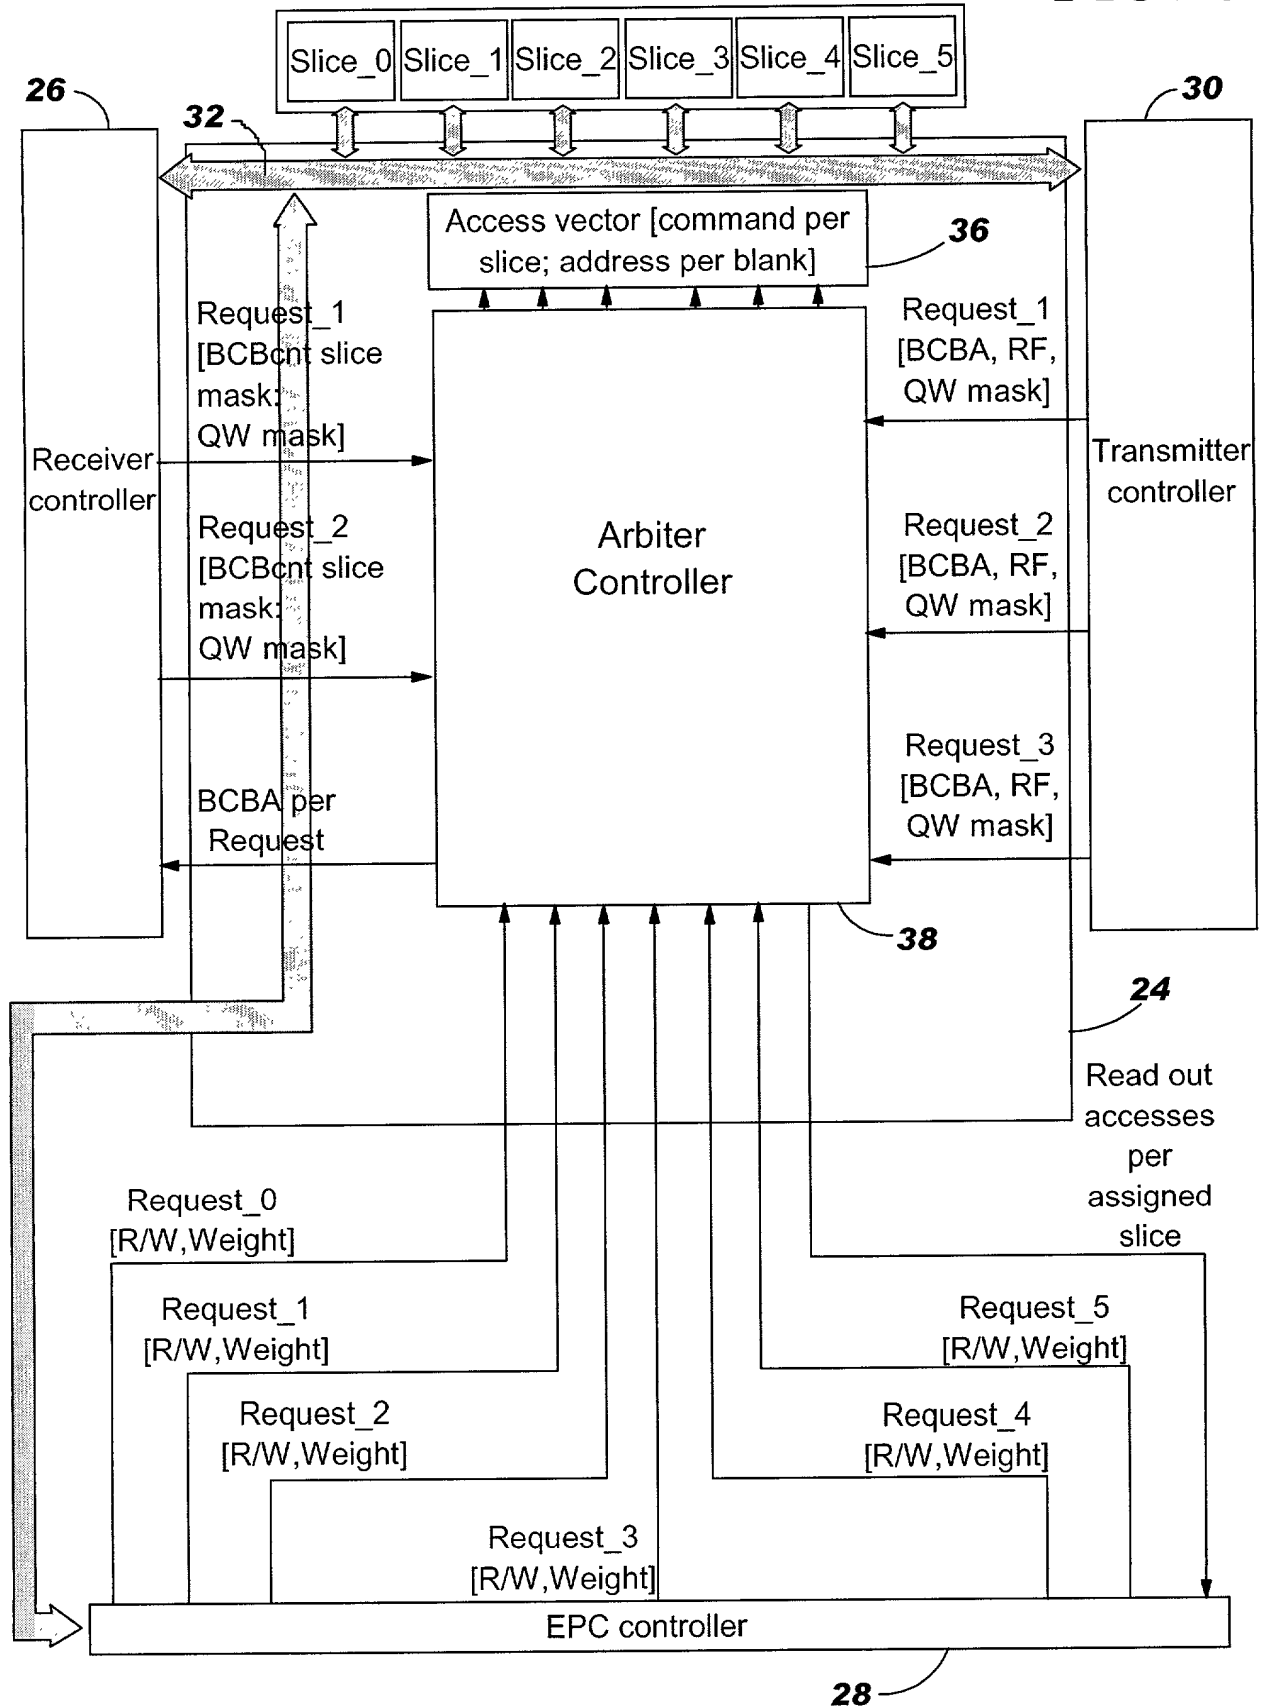 Slice_0 Slice_1 Slice_2 Slice_3 Slice_4 Slice_5
26
32
30
Access vector [command per
slice; address per blank]
36
Request_1
[BCBcnt slice
mask:
QW mask]
Request_1
[BCBA, RF,
QW mask]
Receiver
controller
Transmitter
controller
Request_2
[BCBcnt slice
mask:
QW mask]
Arbiter
Controller
Request_2
[BCBA, RF,
QW mask]
BCBA per
Request
Request_3
[BCBA, RF,
QW mask]
38
24
Read out
accesses
per
assigned
slice
Request_0
[R/W,Weight]
Request_1
[R/W,Weight]
Request_5
[R/W,Weight]
Request_2
[R/W,Weight]
Request_4
[R/W,Weight]
Request_3
[R/W,Weight]
EPC controller
28